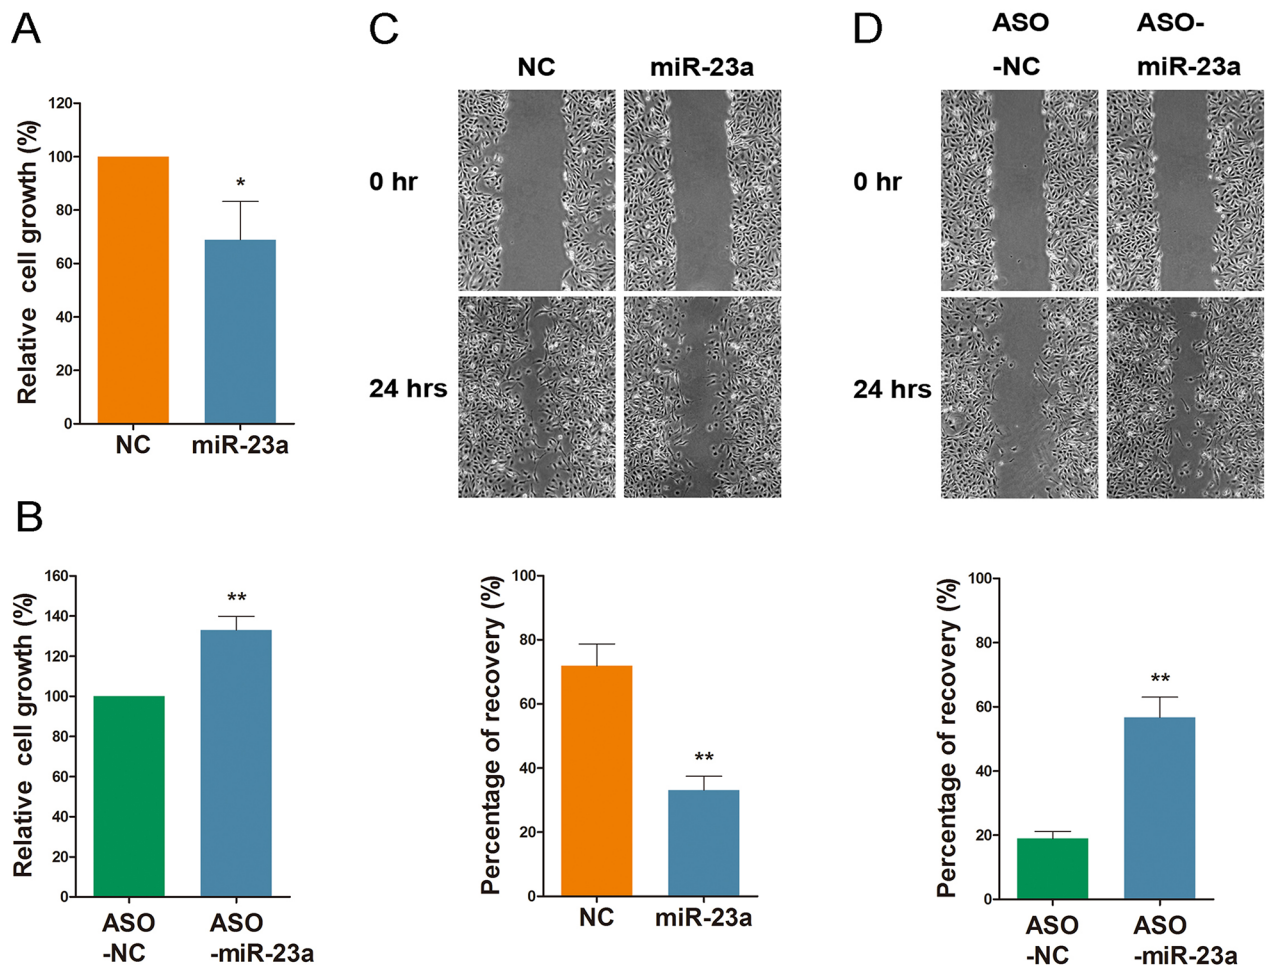 A
Relative cell growth (%)
120
100
80
60
40
20
0
*
NC miR-23a
B
Relative cell growth (%)
160
140
120
100
80
60
40
20
0
**
ASO ASO
-NC -miR-23a
C
NC miR-23a
0 hr
24 hrs
Percentage of recovery (%)
100
80
60
40
20
0
**
NC miR-23a
D
ASO ASO-
-NC miR-23a
0 hr
24 hrs
Percentage of recovery (%)
100
80
60
40
20
0
**
ASO ASO
-NC -miR-23a